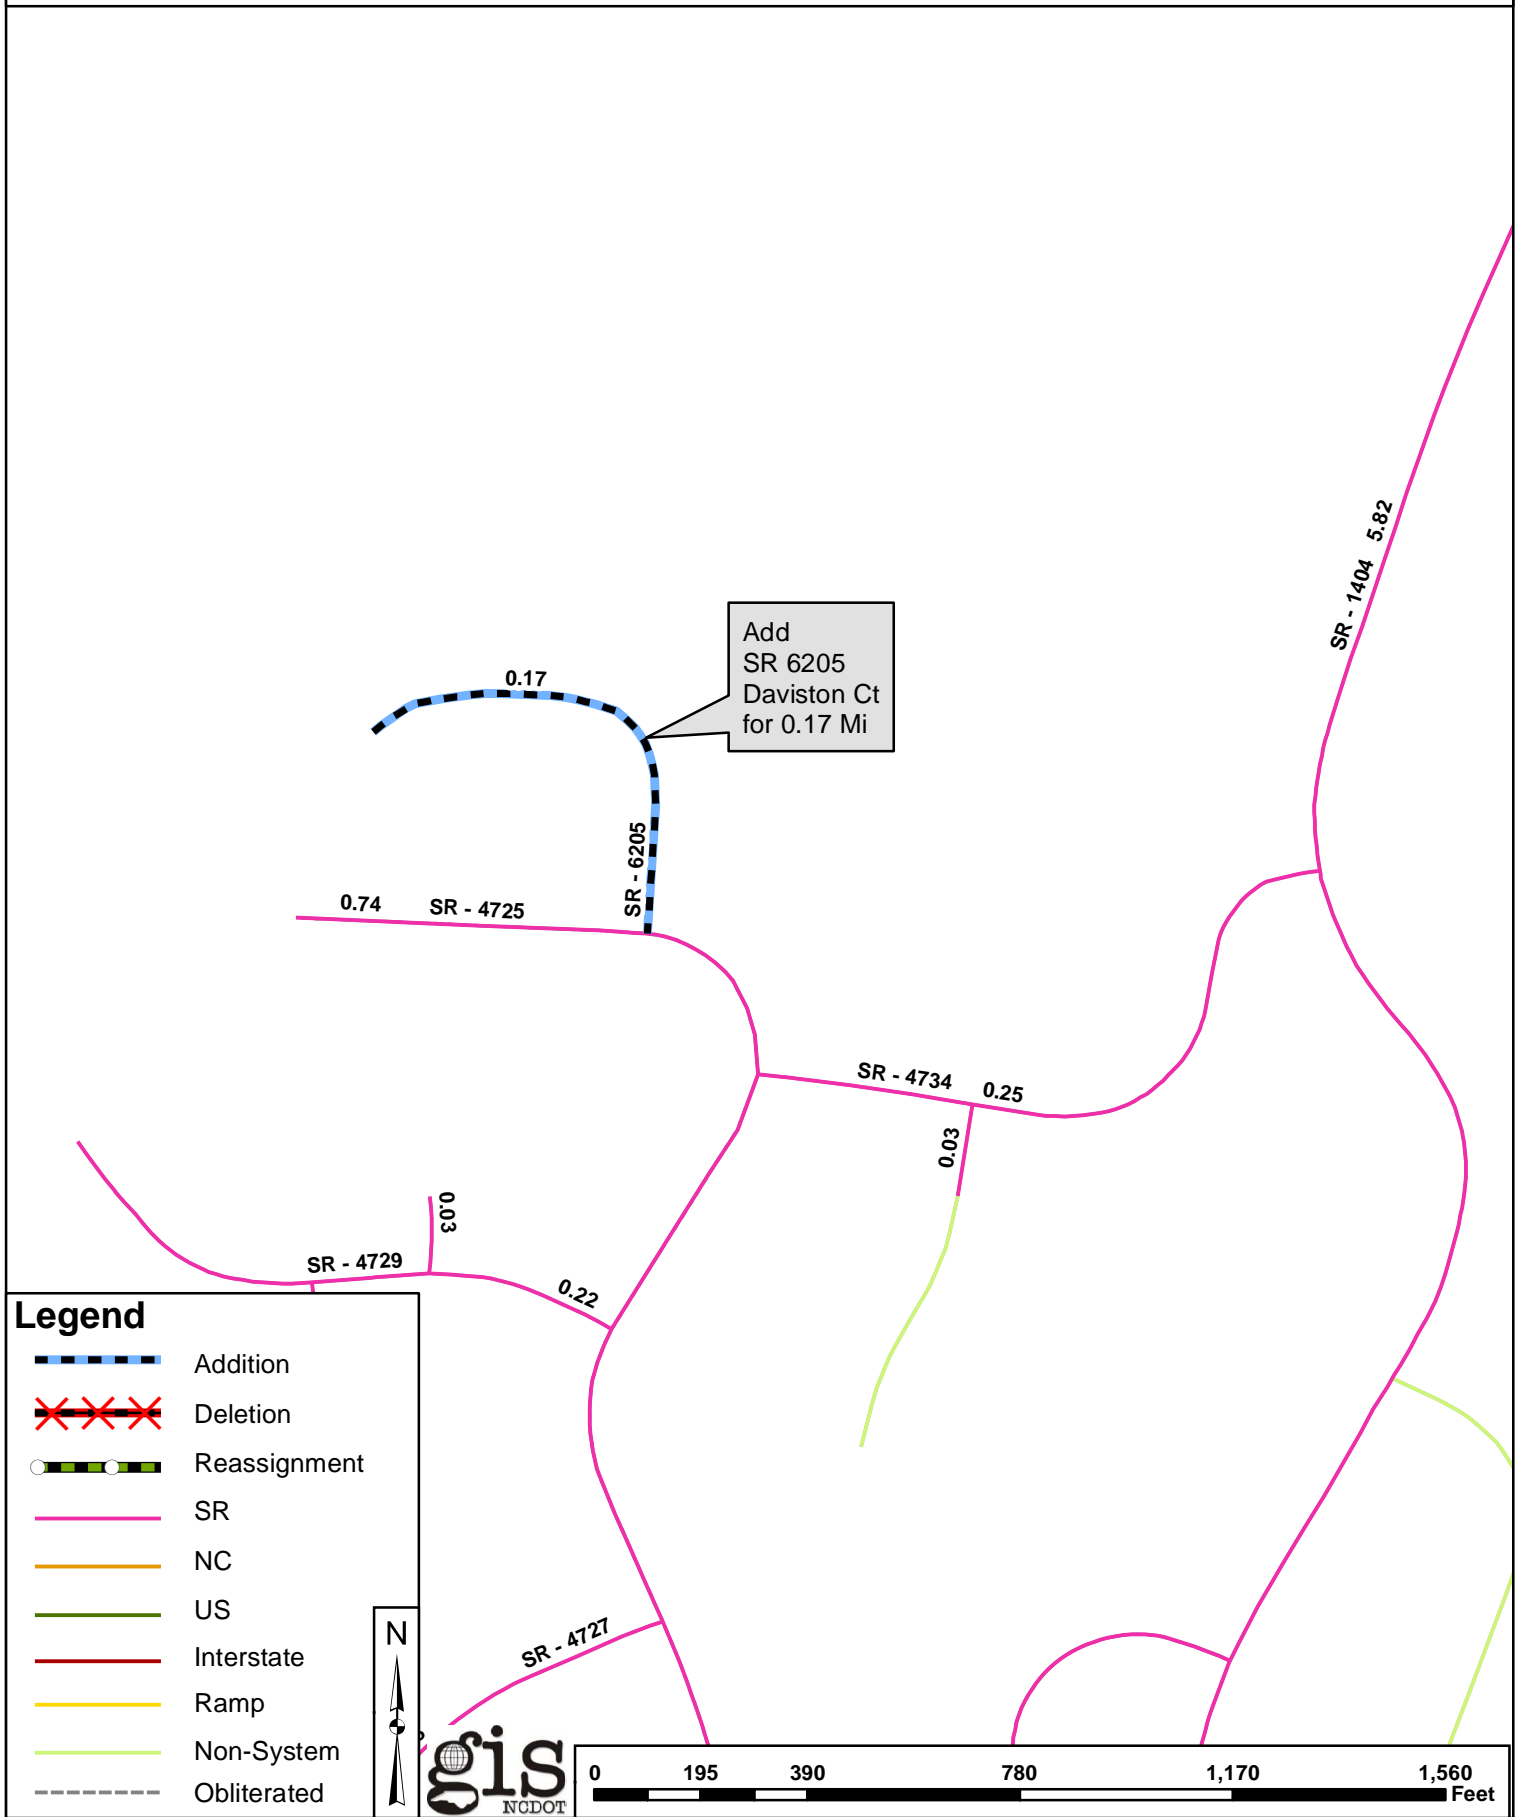 SR - 1404 5.82
Add
SR 6205
Daviston Ct
for 0.17 Mi
0.17
SR - 6205
0.74 SR - 4725
SR - 4734 0.25
0.03
0.03
SR - 4729
0.22
SR - 4727
Legend
Addition
Deletion
Reassignment
SR
NC
US
Interstate
Ramp
Non-System
Obliterated
N
gis
NCDOT
0 195 390 780 1,170 1,560
Feet